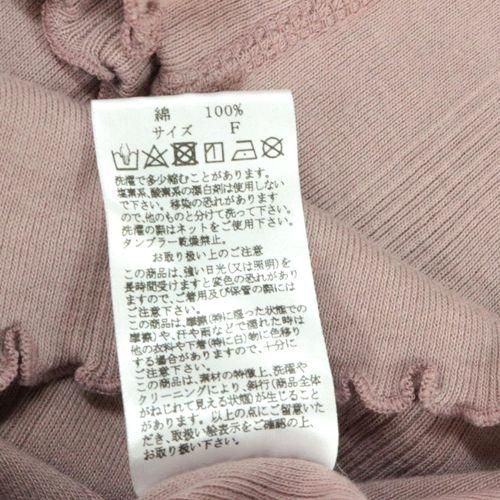 綿 100%
サイズ F
洗濯で多少縮むことがあります。
塩素系、酸素系の漂白剤は使用しない
で下さい。移染の恐れがあります
ので、他のものと分けて洗って下さい。
洗濯の際はネットをご使用下さい。
タンブラー乾燥禁止。
お取り扱い上のご注意
この商品は、強い日光(又は照明)を
長時間受けますと変色の恐れがあり
ますので、ご着用及び保管の際には
ご注意ください。
この商品は、摩擦(特に湿った状態での
摩擦)や、汗や雨などで濡れた時は
他の衣料や下着(特に白)物に色移り
する場合がありますので、十分に
ご注意ください。
この商品は、素材の特徴上、洗濯及
クリーニングにより、斜行(商品全体
がねじれて見える状態)が生じること
があります。以上の点にご留意いた
だき、取扱い絵表示をご確認の上、
お取扱い下さい。